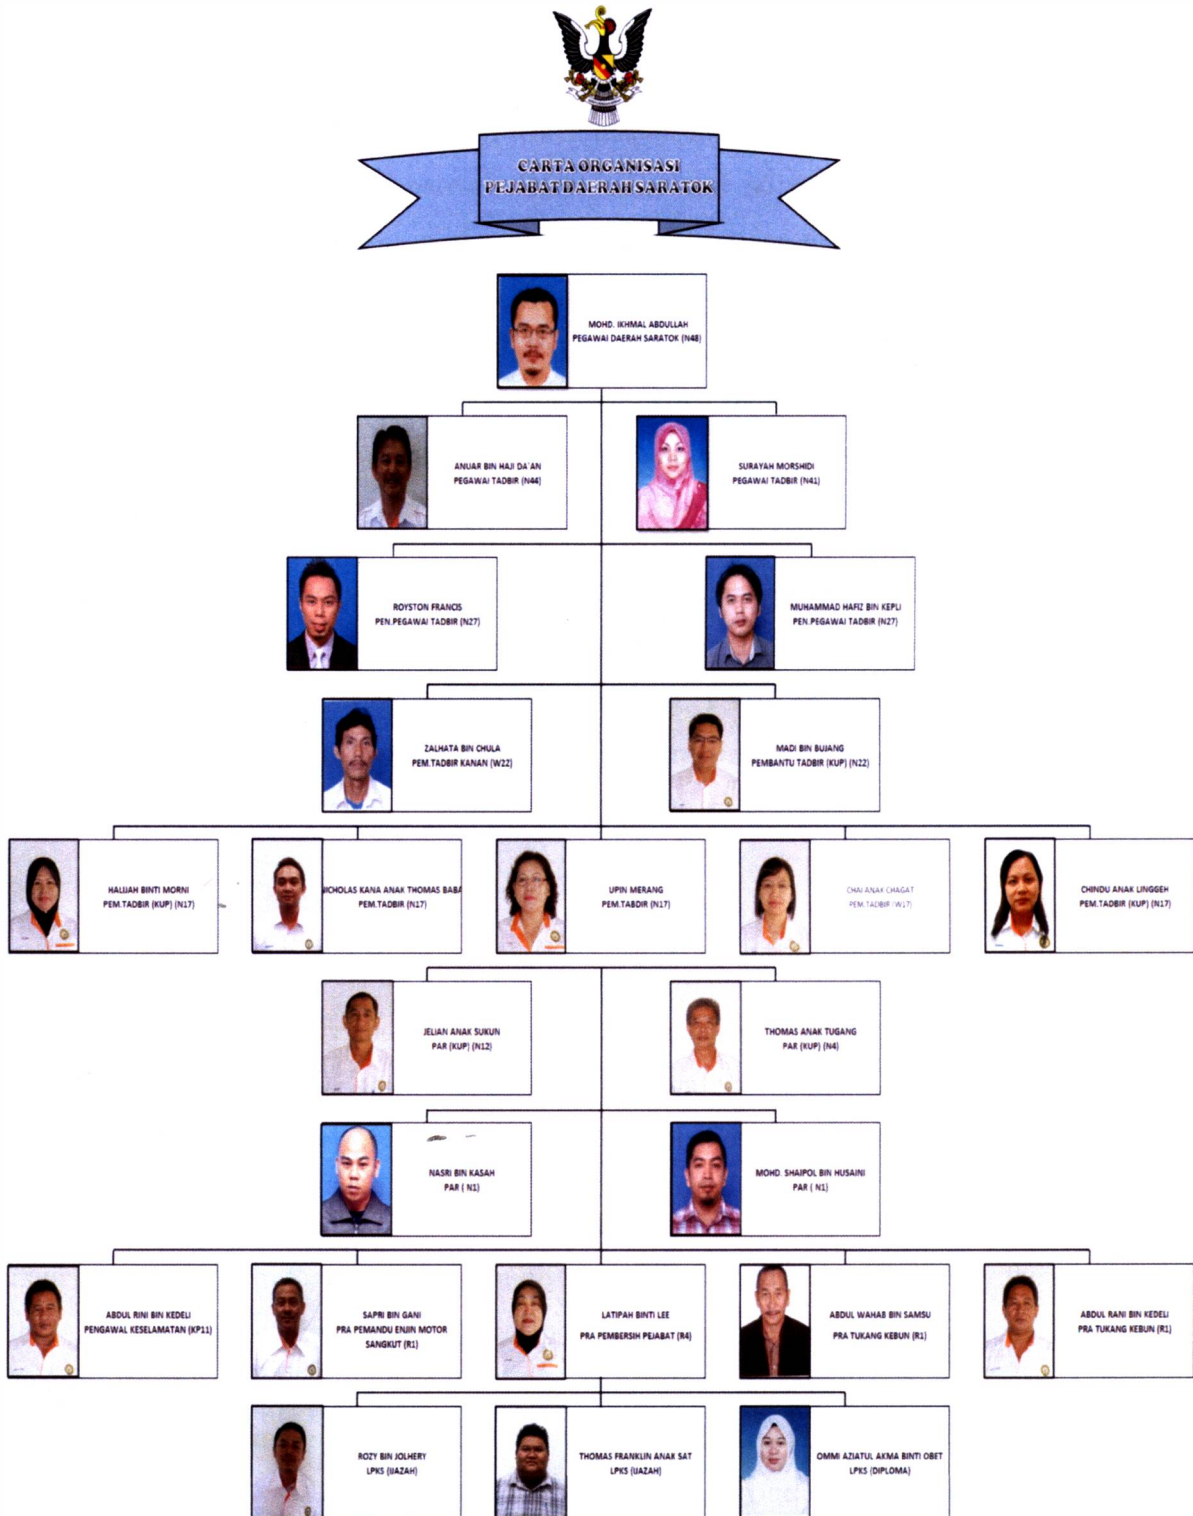 CARTA ORGANISASI
PEJABAT DAERAH SARATOK
MOHD. IKHMAL ABDULLAH
PEGAWAI DAERAH SARATOK (N48)
ANUAR BIN HAJI DA'AN
PEGAWAI TADBIR (N44)
SURAYAH MORSHIDI
PEGAWAI TADBIR (N41)
ROYSTON FRANCIS
PEN.PEGAWAI TADBIR (N27)
MUHAMMAD HAFIZ BIN KEPLI
PEN.PEGAWAI TADBIR (N27)
ZALHATA BIN CHULA
PEM.TADBIR KANAN (W22)
MADI BIN BUJANG
PEMBANTU TADBIR (KUP) (N22)
HALIJAH BINTI MORNI
PEM.TADBIR (KUP) (N17)
NICHOLAS KANA ANAK THOMAS BABA
PEM.TADBIR (N17)
UPIN MERANG
PEM.TABDIR (N17)
CHAI ANAK CHAGAT
PEM.TADBIR (W17)
CHINDU ANAK LINGGEH
PEM.TADBIR (KUP) (N17)
JELIAN ANAK SUKUN
PAR (KUP) (N12)
THOMAS ANAK TUGANG
PAR (KUP) (N4)
NASRI BIN KASAH
PAR ( N1)
MOHD. SHAIPOL BIN HUSAINI
PAR ( N1)
ABDUL RINI BIN KEDELI
PENGAWAL KESELAMATAN (KP11)
SAPRI BIN GANI
PRA PEMANDU ENJIN MOTOR
SANGKUT (R1)
LATIPAH BINTI LEE
PRA PEMBERSIH PEJABAT (R4)
ABDUL WAHAB BIN SAMSU
PRA TUKANG KEBUN (R1)
ABDUL RANI BIN KEDELI
PRA TUKANG KEBUN (R1)
ROZY BIN JOLHERY
LPKS (IJAZAH)
THOMAS FRANKLIN ANAK SAT
LPKS (IJAZAH)
OMMI AZIATUL AKMA BINTI OBET
LPKS (DIPLOMA)